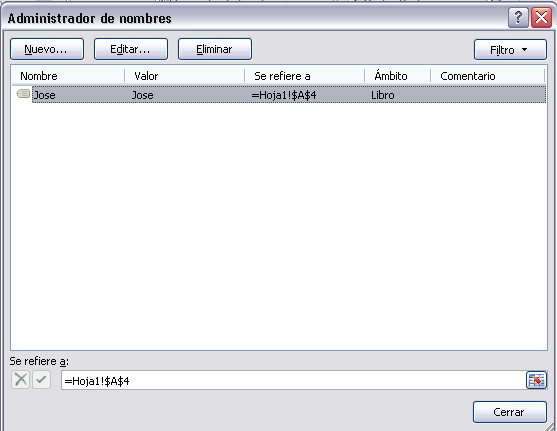 Administrador de nombres
Nuevo... Editar... Eliminar Filtro
Nombre Valor Se refiere a Ámbito Comentario
Jose Jose =Hoja1!$A$4 Libro
Se refiere a:
=Hoja1!$A$4
Cerrar